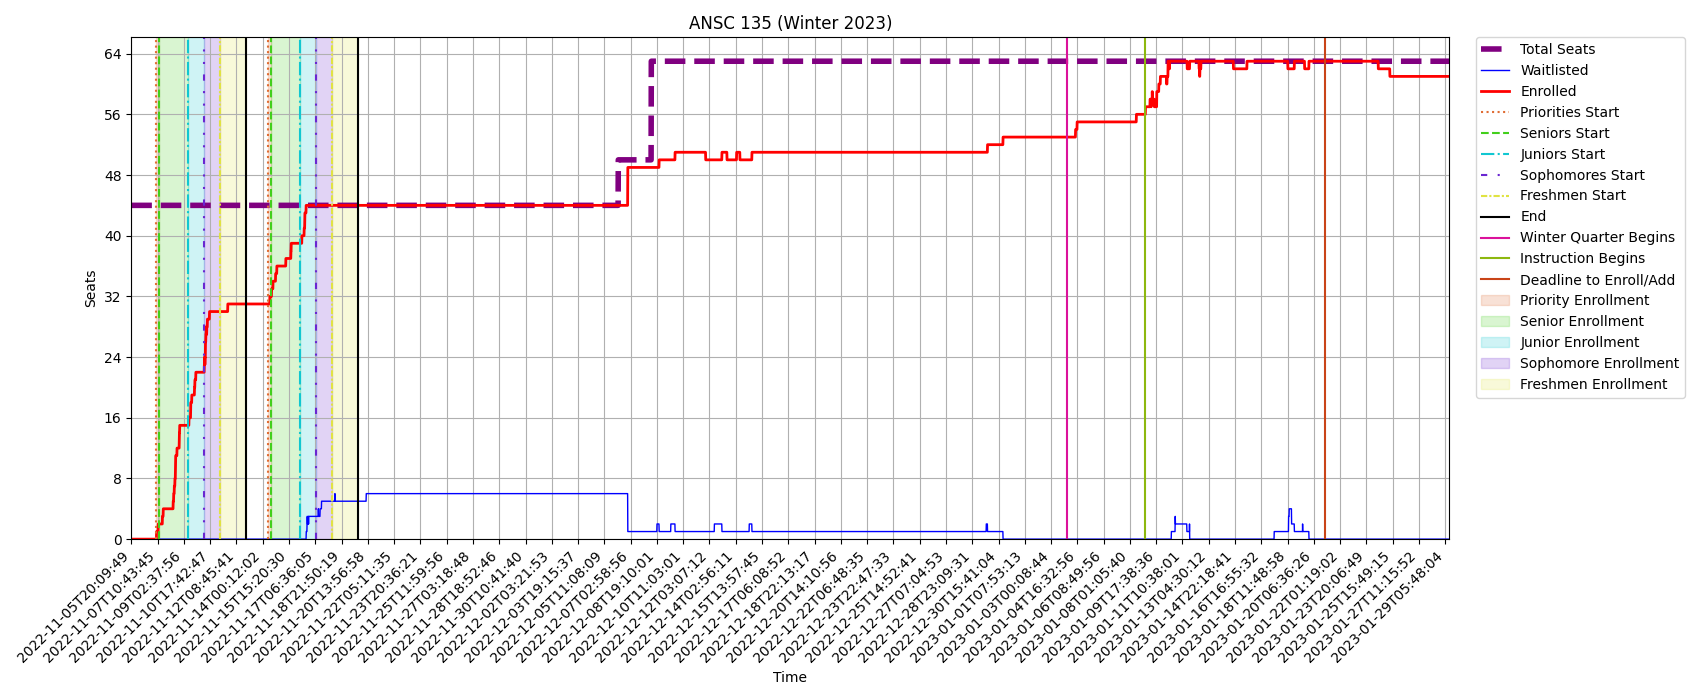 ANSC 135 (Winter 2023)
Seats
64
56
48
40
32
24
16
8
0
2022-11-05T20:09:49
2022-11-07T10:43:45
2022-11-09T02:37:56
2022-11-10T17:42:47
2022-11-12T08:45:41
2022-11-14T00:12:02
2022-11-15T15:20:30
2022-11-17T06:36:05
2022-11-18T21:50:19
2022-11-20T13:56:58
2022-11-22T05:11:35
2022-11-23T20:36:21
2022-11-25T11:59:56
2022-11-27T03:18:48
2022-11-28T18:52:46
2022-11-30T10:41:40
2022-12-02T03:21:53
2022-12-03T19:15:37
2022-12-05T11:08:09
2022-12-07T02:58:56
2022-12-08T19:10:01
2022-12-10T11:03:01
2022-12-12T03:07:12
2022-12-14T02:56:11
2022-12-15T13:57:45
2022-12-17T06:08:52
2022-12-18T22:13:17
2022-12-20T14:10:56
2022-12-22T06:48:35
2022-12-23T22:47:33
2022-12-25T14:52:41
2022-12-27T07:04:53
2022-12-28T23:09:31
2022-12-30T15:41:04
2023-01-01T07:53:13
2023-01-03T00:08:44
2023-01-04T16:32:56
2023-01-06T08:49:56
2023-01-08T01:05:40
2023-01-09T17:38:36
2023-01-11T10:38:01
2023-01-13T04:30:12
2023-01-14T22:18:41
2023-01-16T16:55:32
2023-01-18T11:48:58
2023-01-20T06:36:26
2023-01-22T01:19:02
2023-01-23T20:06:49
2023-01-25T15:49:15
2023-01-27T11:15:52
2023-01-29T05:48:04
Time
Total Seats
Waitlisted
Enrolled
Priorities Start
Seniors Start
Juniors Start
Sophomores Start
Freshmen Start
End
Winter Quarter Begins
Instruction Begins
Deadline to Enroll/Add
Priority Enrollment
Senior Enrollment
Junior Enrollment
Sophomore Enrollment
Freshmen Enrollment